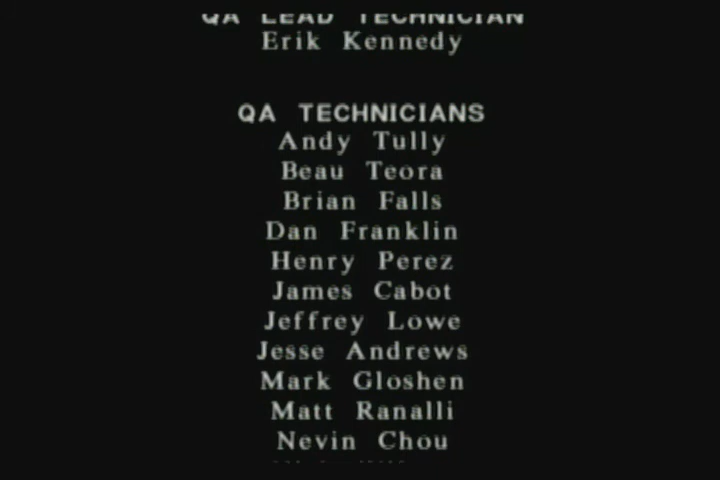 QA LEAD TECHNICIAN
Erik Kennedy
QA TECHNICIANS
Andy Tully
Beau Teora
Brian Falls
Dan Franklin
Henry Perez
James Cabot
Jeffrey Lowe
Jesse Andrews
Mark Gloshen
Matt Ranalli
Nevin Chou